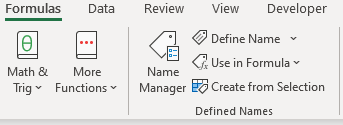 Formulas Data Review View Developer
Math & Trig
More Functions
Name Manager
Define Name
Use in Formula
Create from Selection
Defined Names